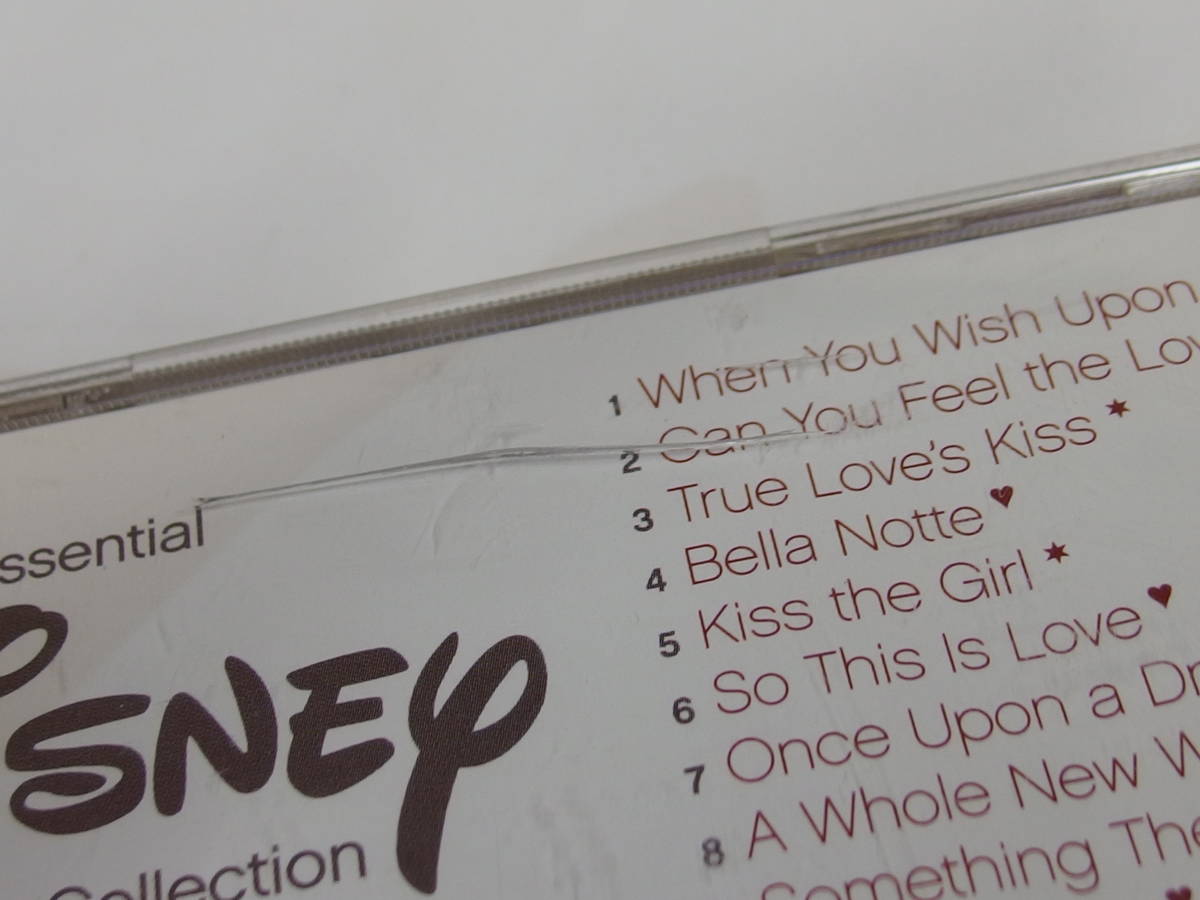 ssential
DISNEY
Collection
1 When You Wish Upon
2 Can You Feel the Lov
3 True Love's Kiss ★
4 Bella Notte ♥
5 Kiss the Girl ★
6 So This Is Love ♥
7 Once Upon a Dr
8 A Whole New W
Something The